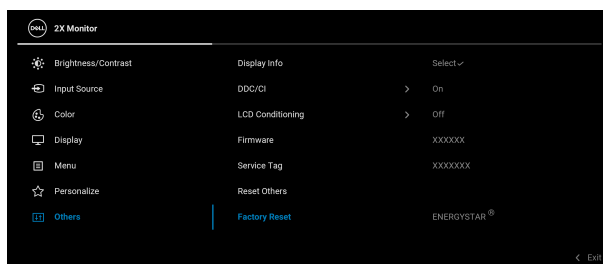 DELL 2X Monitor
Brightness/Contrast Display Info Select✓
Input Source DDC/CI > On
Color LCD Conditioning > Off
Display Firmware XXXXXX
Menu Service Tag XXXXXXX
Personalize Reset Others
Others Factory Reset ENERGYSTAR ®
< Exit